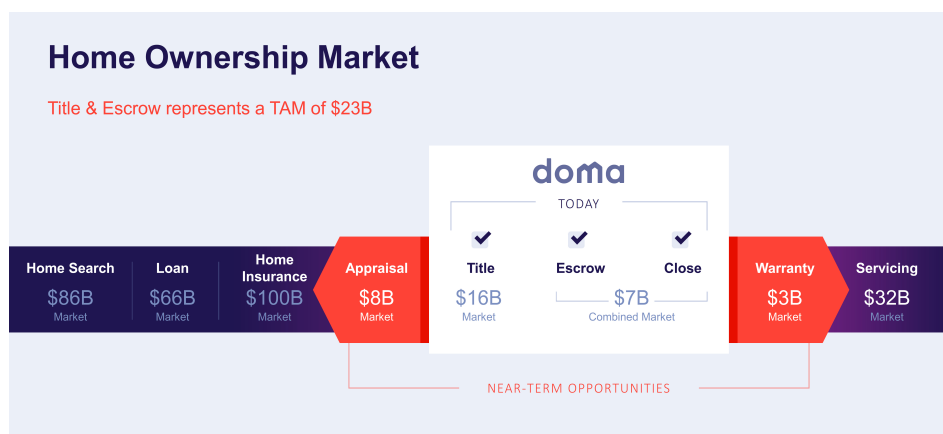 Home Ownership Market
Title & Escrow represents a TAM of $23B
doma
TODAY
Home Search
$86B
Market
Loan
$66B
Market
Home
Insurance
$100B
Market
Appraisal
$8B
Market
Title
$16B
Market
Escrow
Close
$7B
Combined Market
Warranty
$3B
Market
Servicing
$32B
Market
NEAR-TERM OPPORTUNITIES